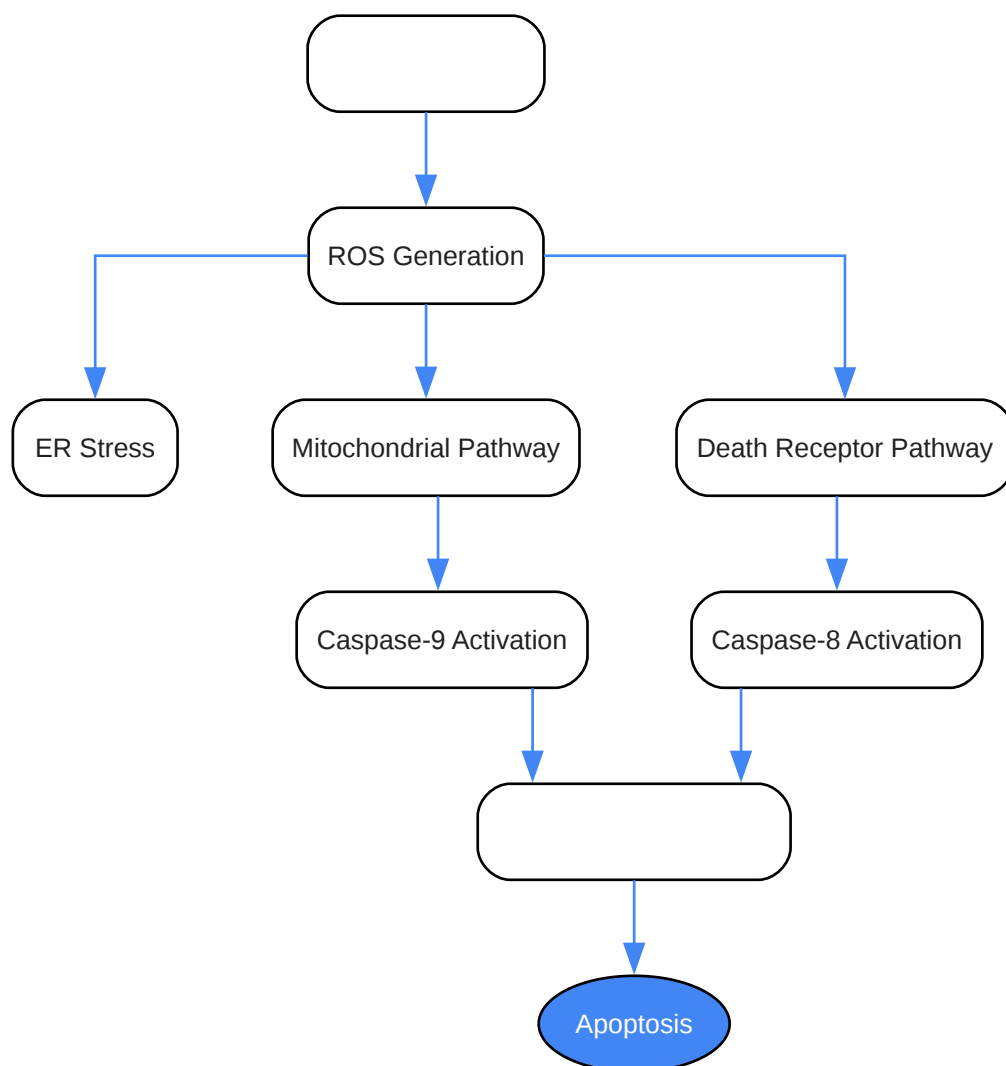 ROS Generation
ER Stress
Mitochondrial Pathway
Death Receptor Pathway
Caspase-9 Activation
Caspase-8 Activation
Apoptosis